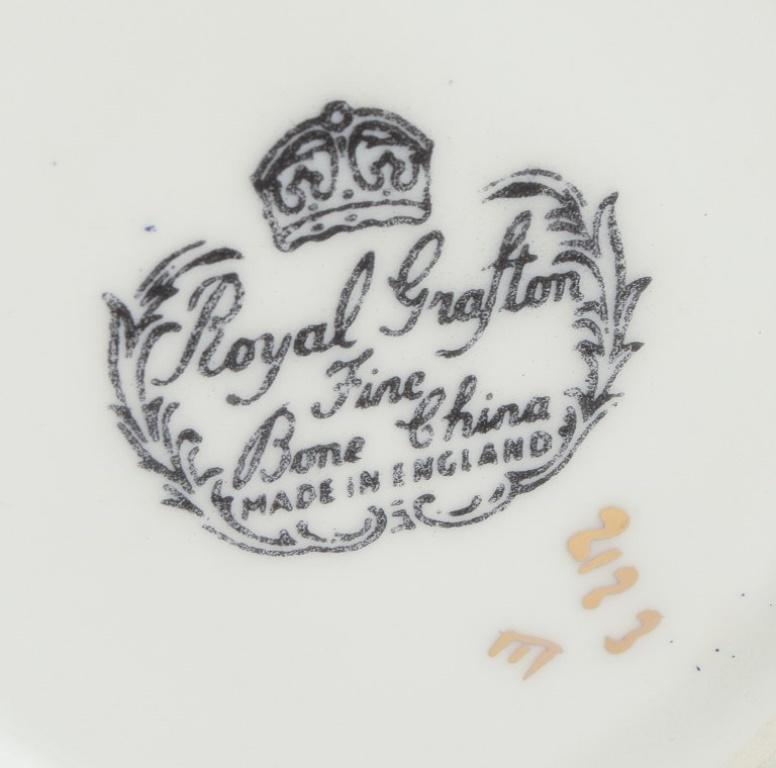 Royal Grafton
Fine
Bone China
MADE IN ENGLAND
E